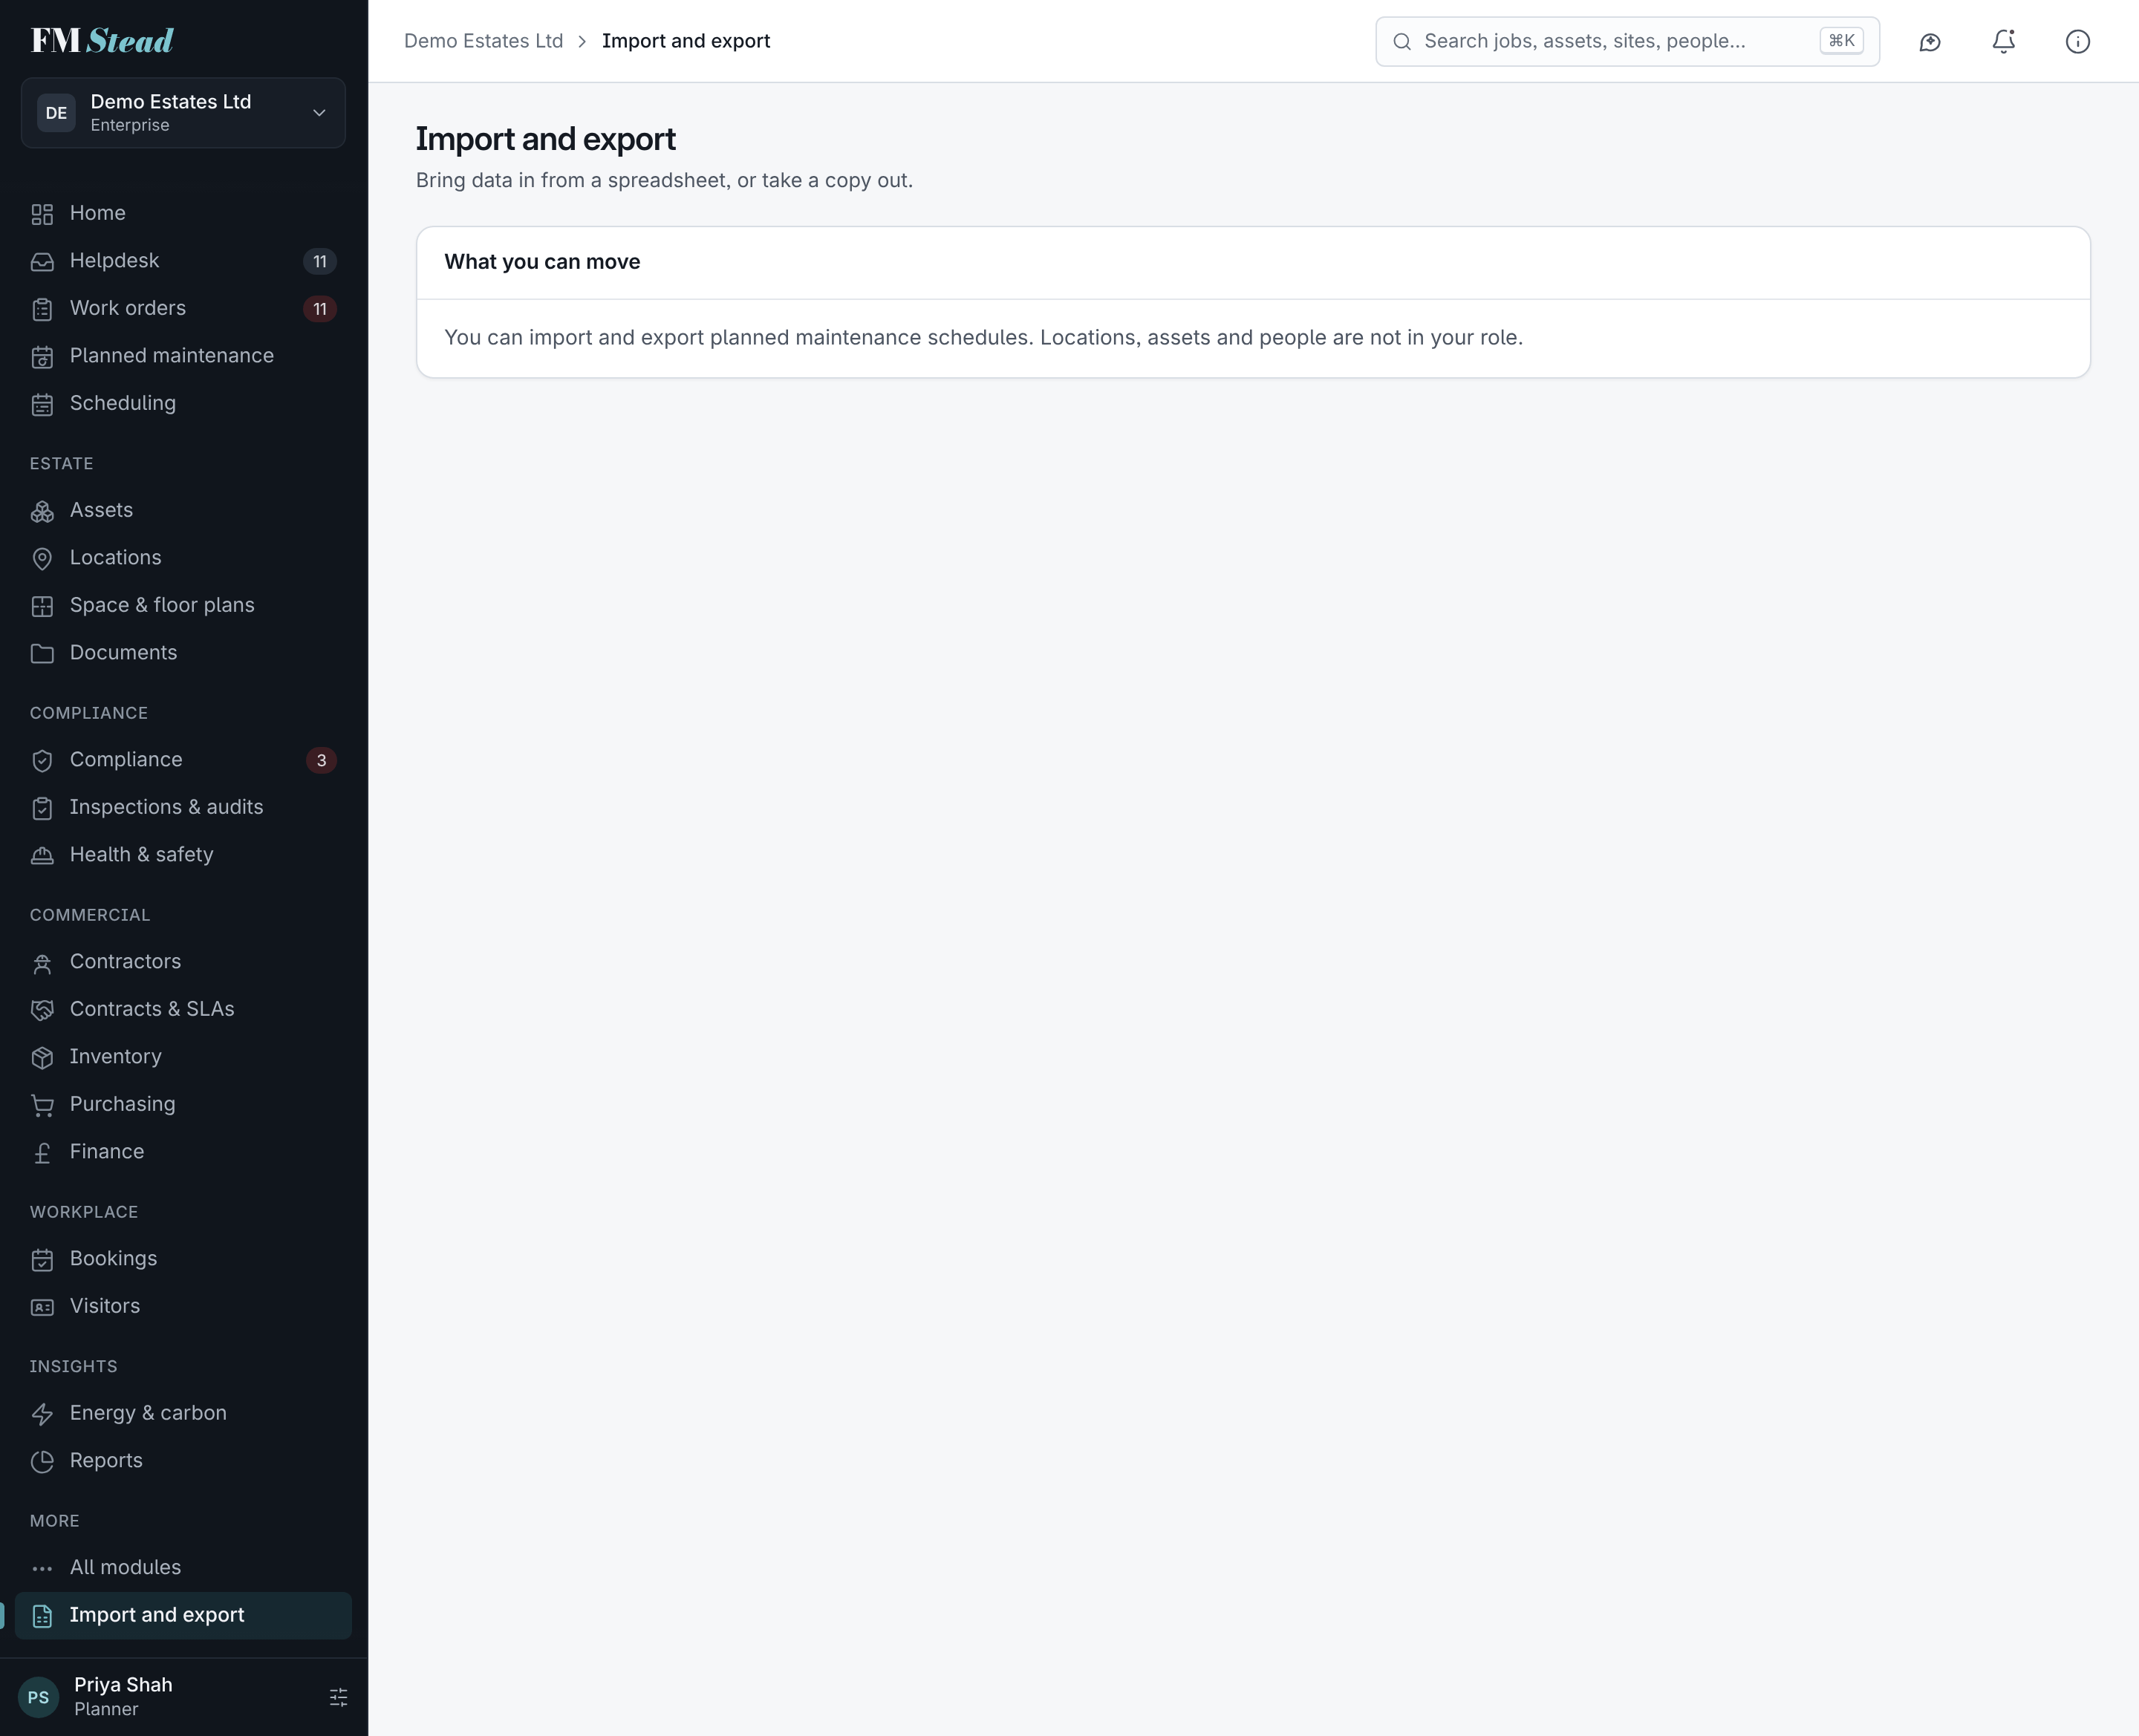 FM Stead
DE
Demo Estates Ltd
Enterprise
Home
Helpdesk 11
Work orders 11
Planned maintenance
Scheduling
ESTATE
Assets
Locations
Space & floor plans
Documents
COMPLIANCE
Compliance 3
Inspections & audits
Health & safety
COMMERCIAL
Contractors
Contracts & SLAs
Inventory
Purchasing
Finance
WORKPLACE
Bookings
Visitors
INSIGHTS
Energy & carbon
Reports
MORE
All modules
Import and export
PS
Priya Shah
Planner
Demo Estates Ltd > Import and export
Search jobs, assets, sites, people... ⌘K
Import and export
Bring data in from a spreadsheet, or take a copy out.
What you can move
You can import and export planned maintenance schedules. Locations, assets and people are not in your role.